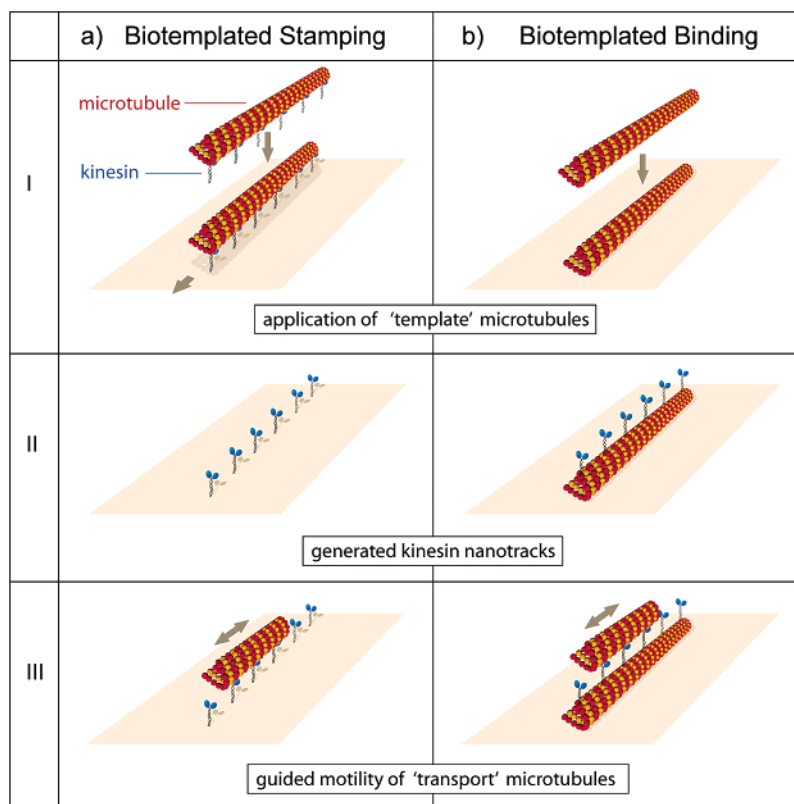 a) Biotemplated Stamping
b) Biotemplated Binding
I
microtubule
kinesin
application of 'template' microtubules
II
generated kinesin nanotracks
III
guided motility of 'transport' microtubules